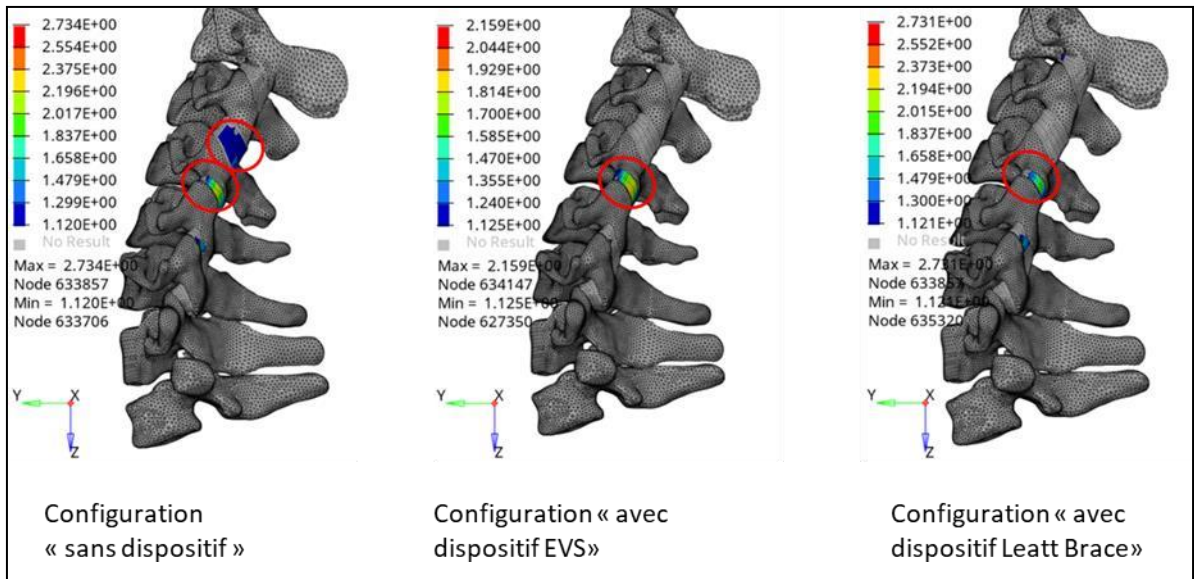 2.734E+00
2.554E+00
2.375E+00
2.196E+00
2.017E+00
1.837E+00
1.658E+00
1.479E+00
1.299E+00
1.120E+00
No Result
Max = 2.734E+00
Node 633857
Min = 1.120E+00
Node 633706
Y
X
Z
2.159E+00
2.044E+00
1.929E+00
1.814E+00
1.700E+00
1.585E+00
1.470E+00
1.355E+00
1.240E+00
1.125E+00
No Result
Max = 2.159E+00
Node 634147
Min = 1.125E+00
Node 627350
Y
X
Z
2.731E+00
2.552E+00
2.373E+00
2.194E+00
2.015E+00
1.837E+00
1.658E+00
1.479E+00
1.300E+00
1.121E+00
No Result
Max = 2.731E+00
Node 633857
Min = 1.121E+00
Node 635320
Y
X
Z
Configuration
« sans dispositif »
Configuration « avec
dispositif EVS»
Configuration « avec
dispositif Leatt Brace»